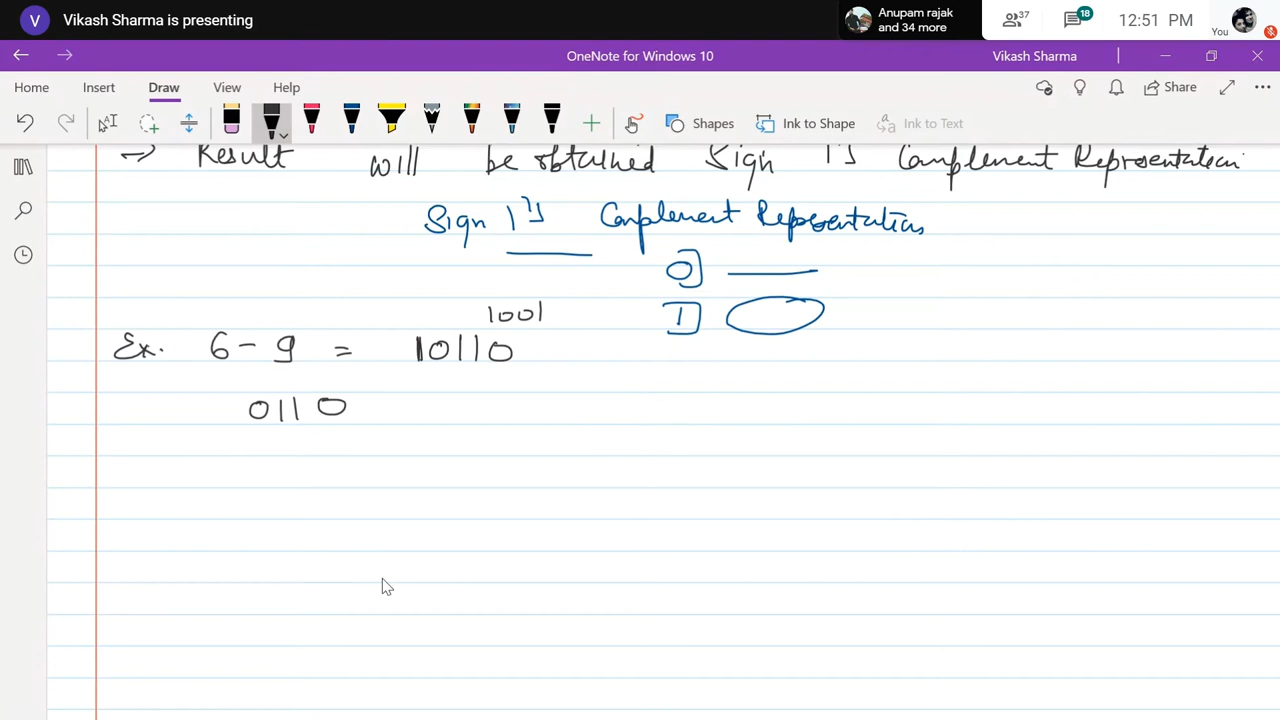 V Vikash Sharma is presenting
Anupam rajak
and 34 more
37
18
12:51 PM
You
OneNote for Windows 10
Vikash Sharma
Home Insert Draw View Help
Share
Shapes Ink to Shape Ink to Text
→ Result will be obtained Sign 1's Complement Representation
Sign 1's Complement Representation
0
1
1001
Ex. 6 - 9 = 10110
0110